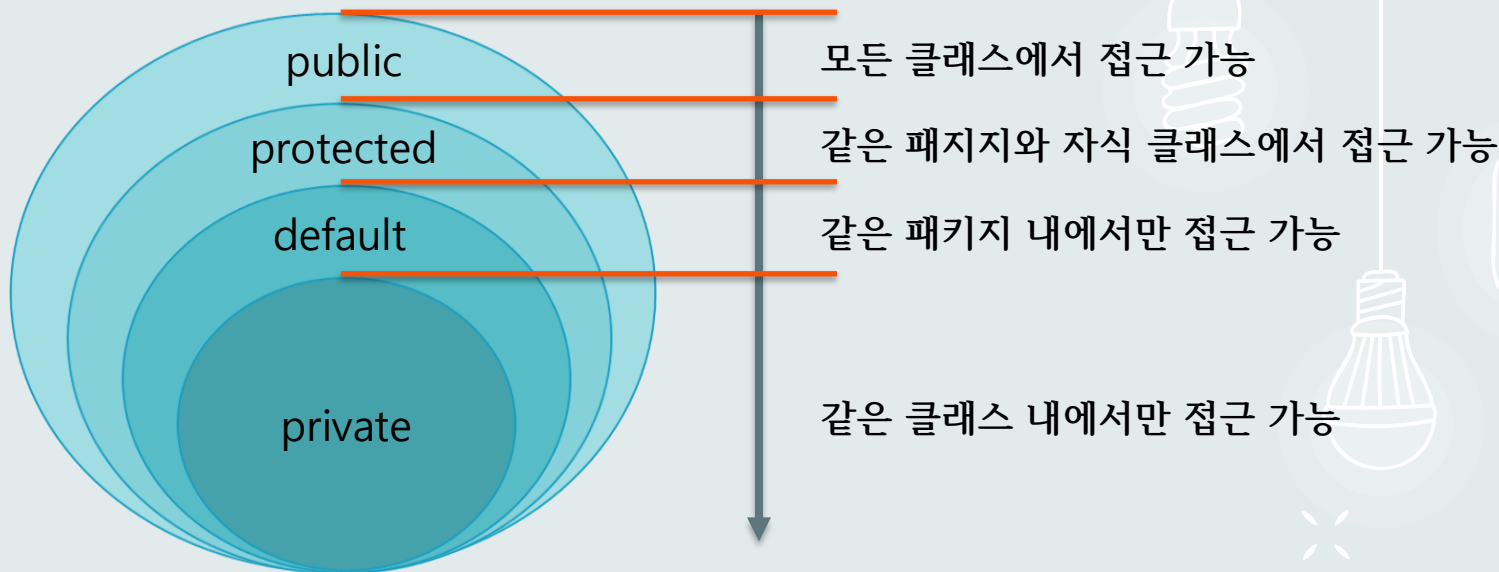 public
모든 클래스에서 접근 가능
protected
같은 패지지와 자식 클래스에서 접근 가능
default
같은 패키지 내에서만 접근 가능
private
같은 클래스 내에서만 접근 가능